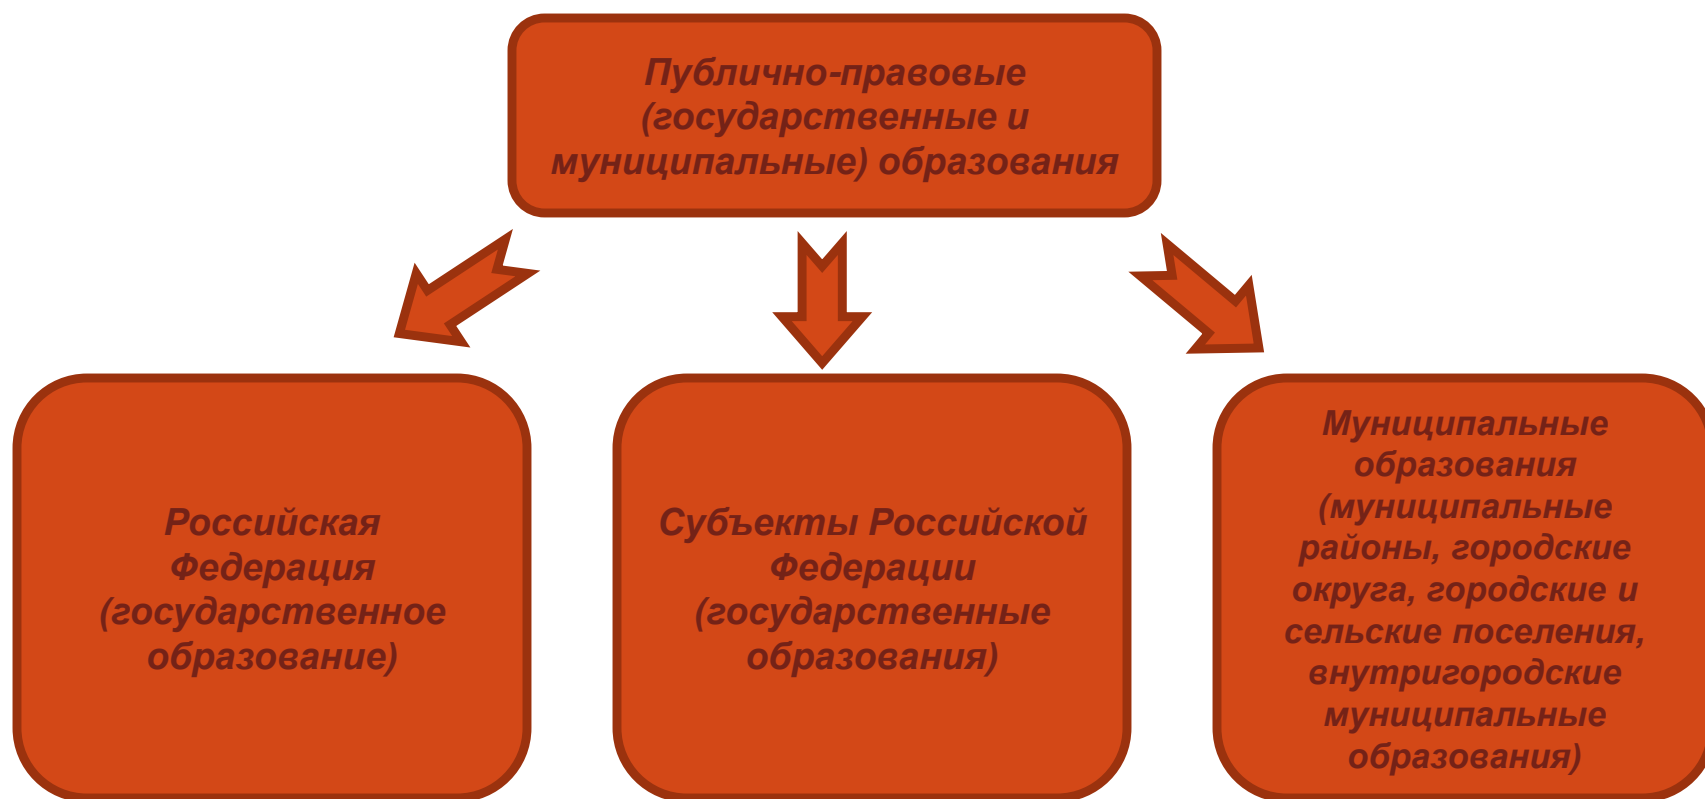 Публично-правовые
(государственные и
муниципальные) образования
Российская
Федерация
(государственное
образование)
Субъекты Российской
Федерации
(государственные
образования)
Муниципальные
образования
(муниципальные
районы, городские
округа, городские и
сельские поселения,
внутригородские
муниципальные
образования)